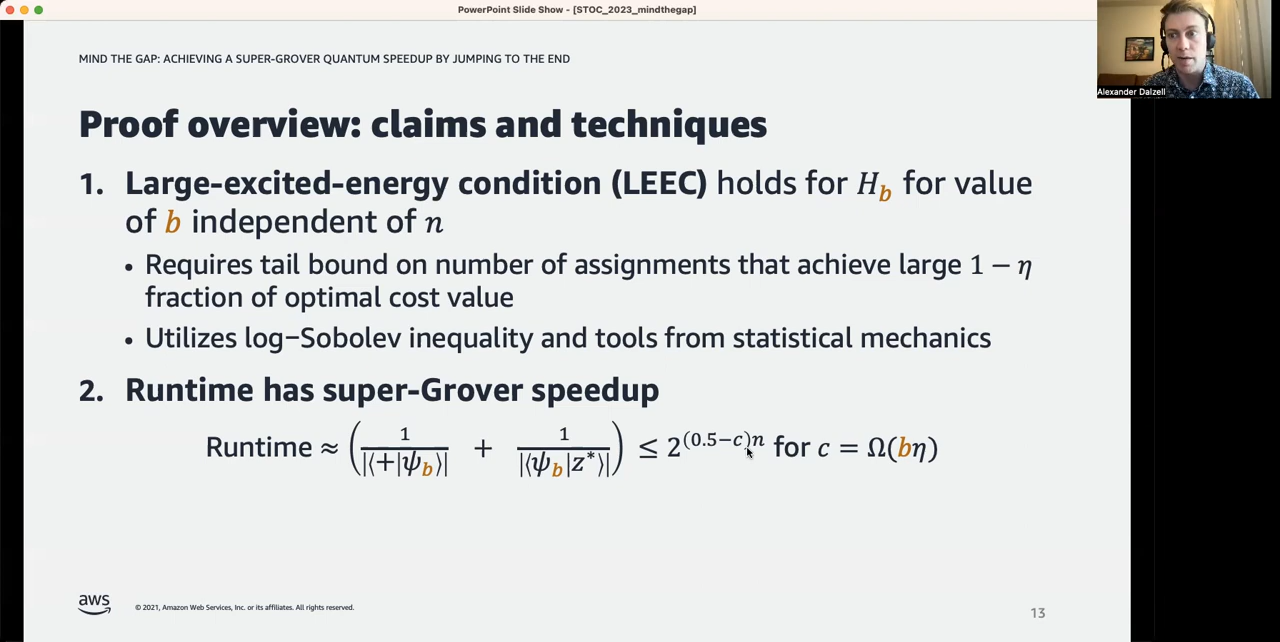 PowerPoint Slide Show - [STOC_2023_mindthegap]
Alexander Dalzell
MIND THE GAP: ACHIEVING A SUPER-GROVER QUANTUM SPEEDUP BY JUMPING TO THE END
Proof overview: claims and techniques
1. Large-excited-energy condition (LEEC) holds for H_b for value
of b independent of n
• Requires tail bound on number of assignments that achieve large 1 − η
fraction of optimal cost value
• Utilizes log–Sobolev inequality and tools from statistical mechanics
2. Runtime has super-Grover speedup
Runtime ≈ (1/|⟨+|ψ_b⟩| + 1/|⟨ψ_b|z*⟩|) ≤ 2^{(0.5−c)n} for c = Ω(bη)
aws
© 2021, Amazon Web Services, Inc. or its affiliates. All rights reserved.
13